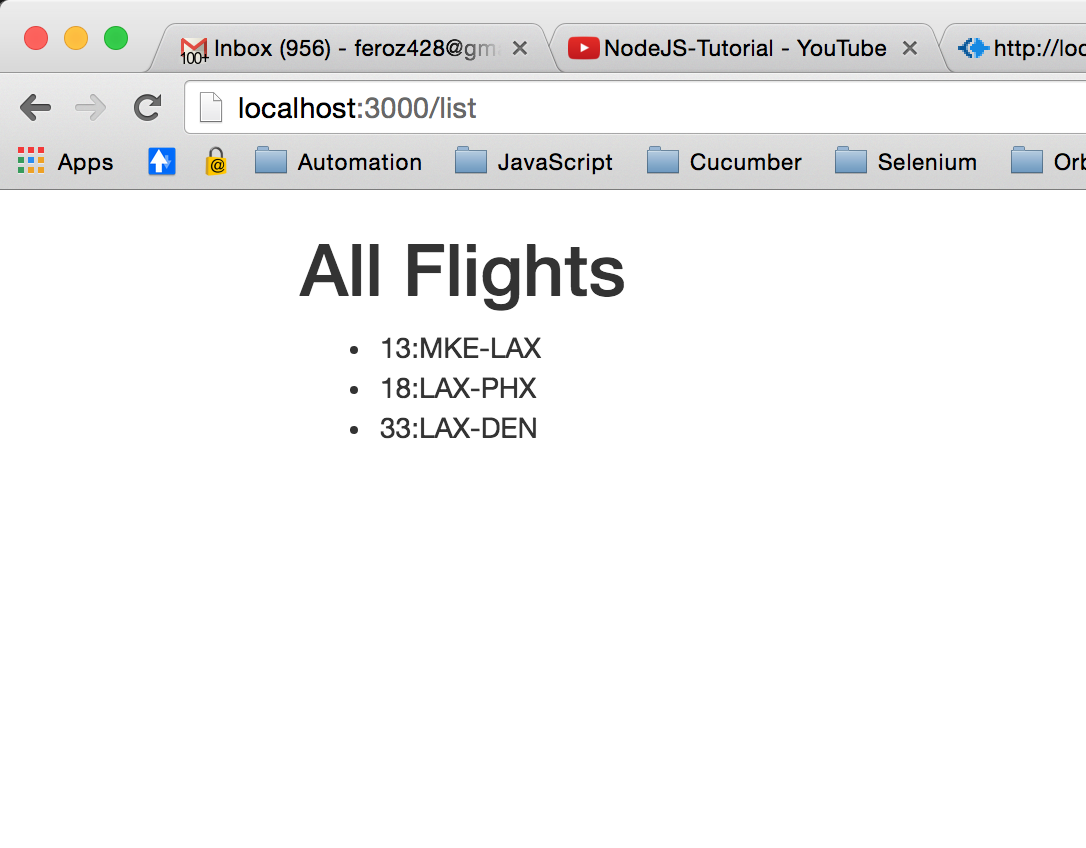 Inbox (956) - feroz428@gm
NodeJS-Tutorial - YouTube
http://loc
100+
localhost:3000/list
Apps
Automation
JavaScript
Cucumber
Selenium
Orb
All Flights
• 13:MKE-LAX
• 18:LAX-PHX
• 33:LAX-DEN